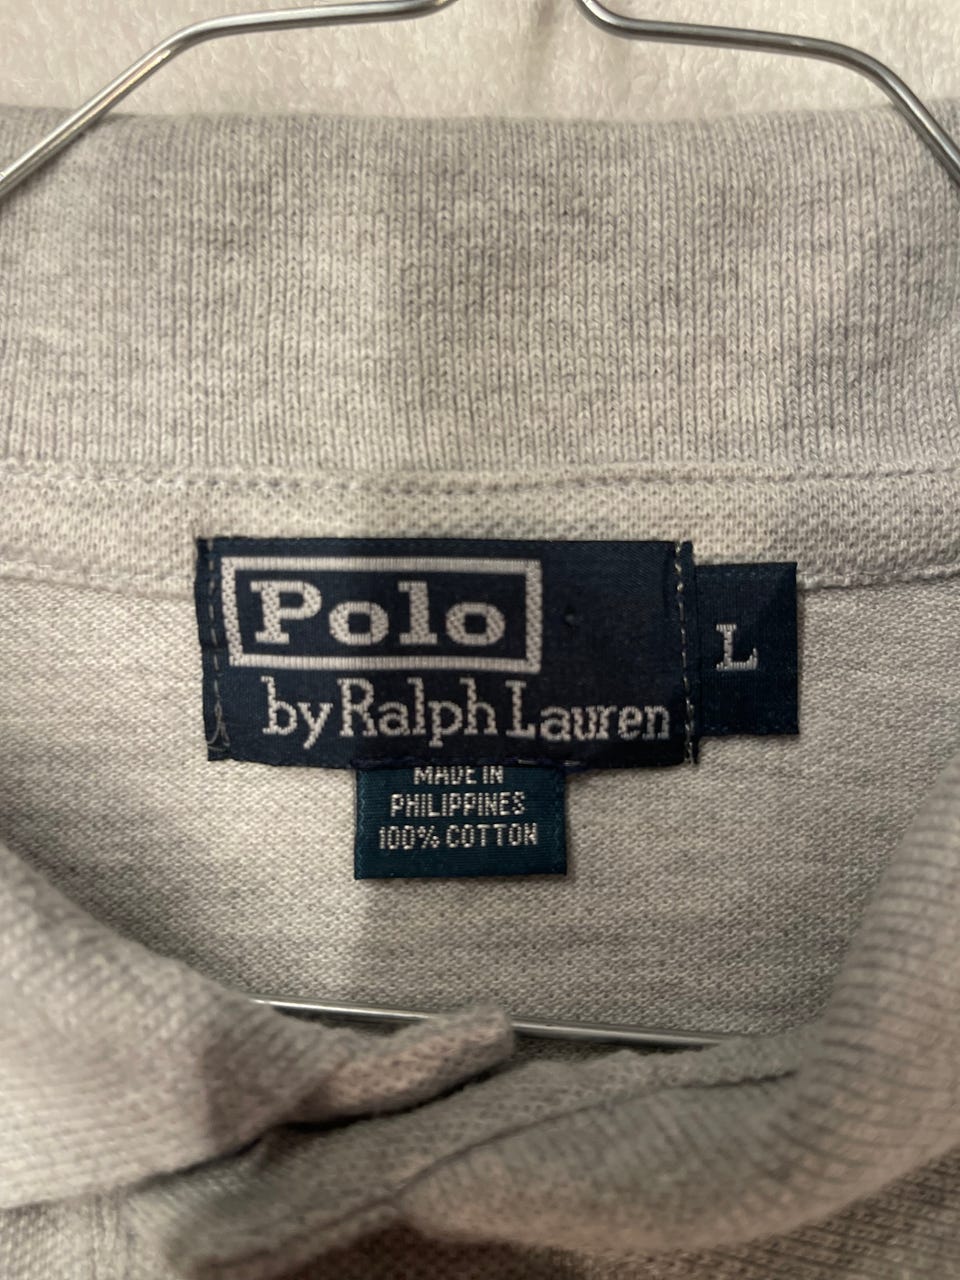 Polo
by Ralph Lauren
L
MADE IN
PHILIPPINES
100% COTTON